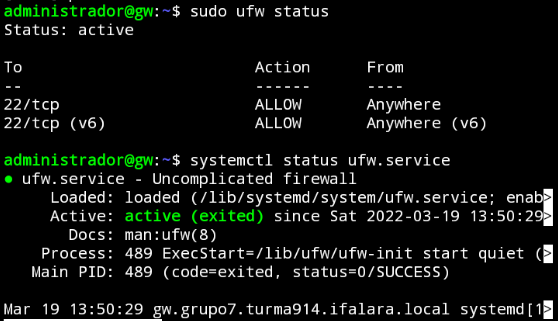 administrador@gw:~$ sudo ufw status
Status: active
To Action From
-- ------ ----
22/tcp ALLOW Anywhere
22/tcp (v6) ALLOW Anywhere (v6)
administrador@gw:~$ systemctl status ufw.service
● ufw.service - Uncomplicated firewall
Loaded: loaded (/lib/systemd/system/ufw.service; enab>
Active: active (exited) since Sat 2022-03-19 13:50:29>
Docs: man:ufw(8)
Process: 489 ExecStart=/lib/ufw/ufw-init start quiet (>
Main PID: 489 (code=exited, status=0/SUCCESS)
Mar 19 13:50:29 gw.grupo7.turma914.ifalara.local systemd[1>